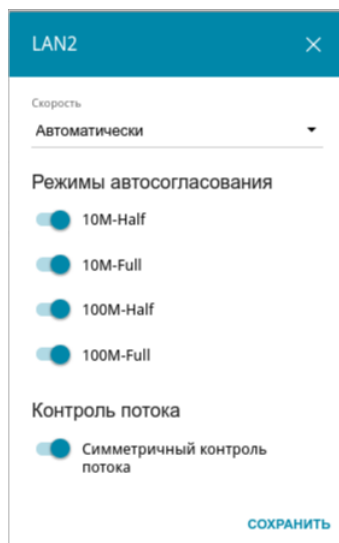 LAN2
Скорость
Автоматически
Режимы автосогласования
10M-Half
10M-Full
100M-Half
100M-Full
Контроль потока
Симметричный контроль
потока
СОХРАНИТЬ